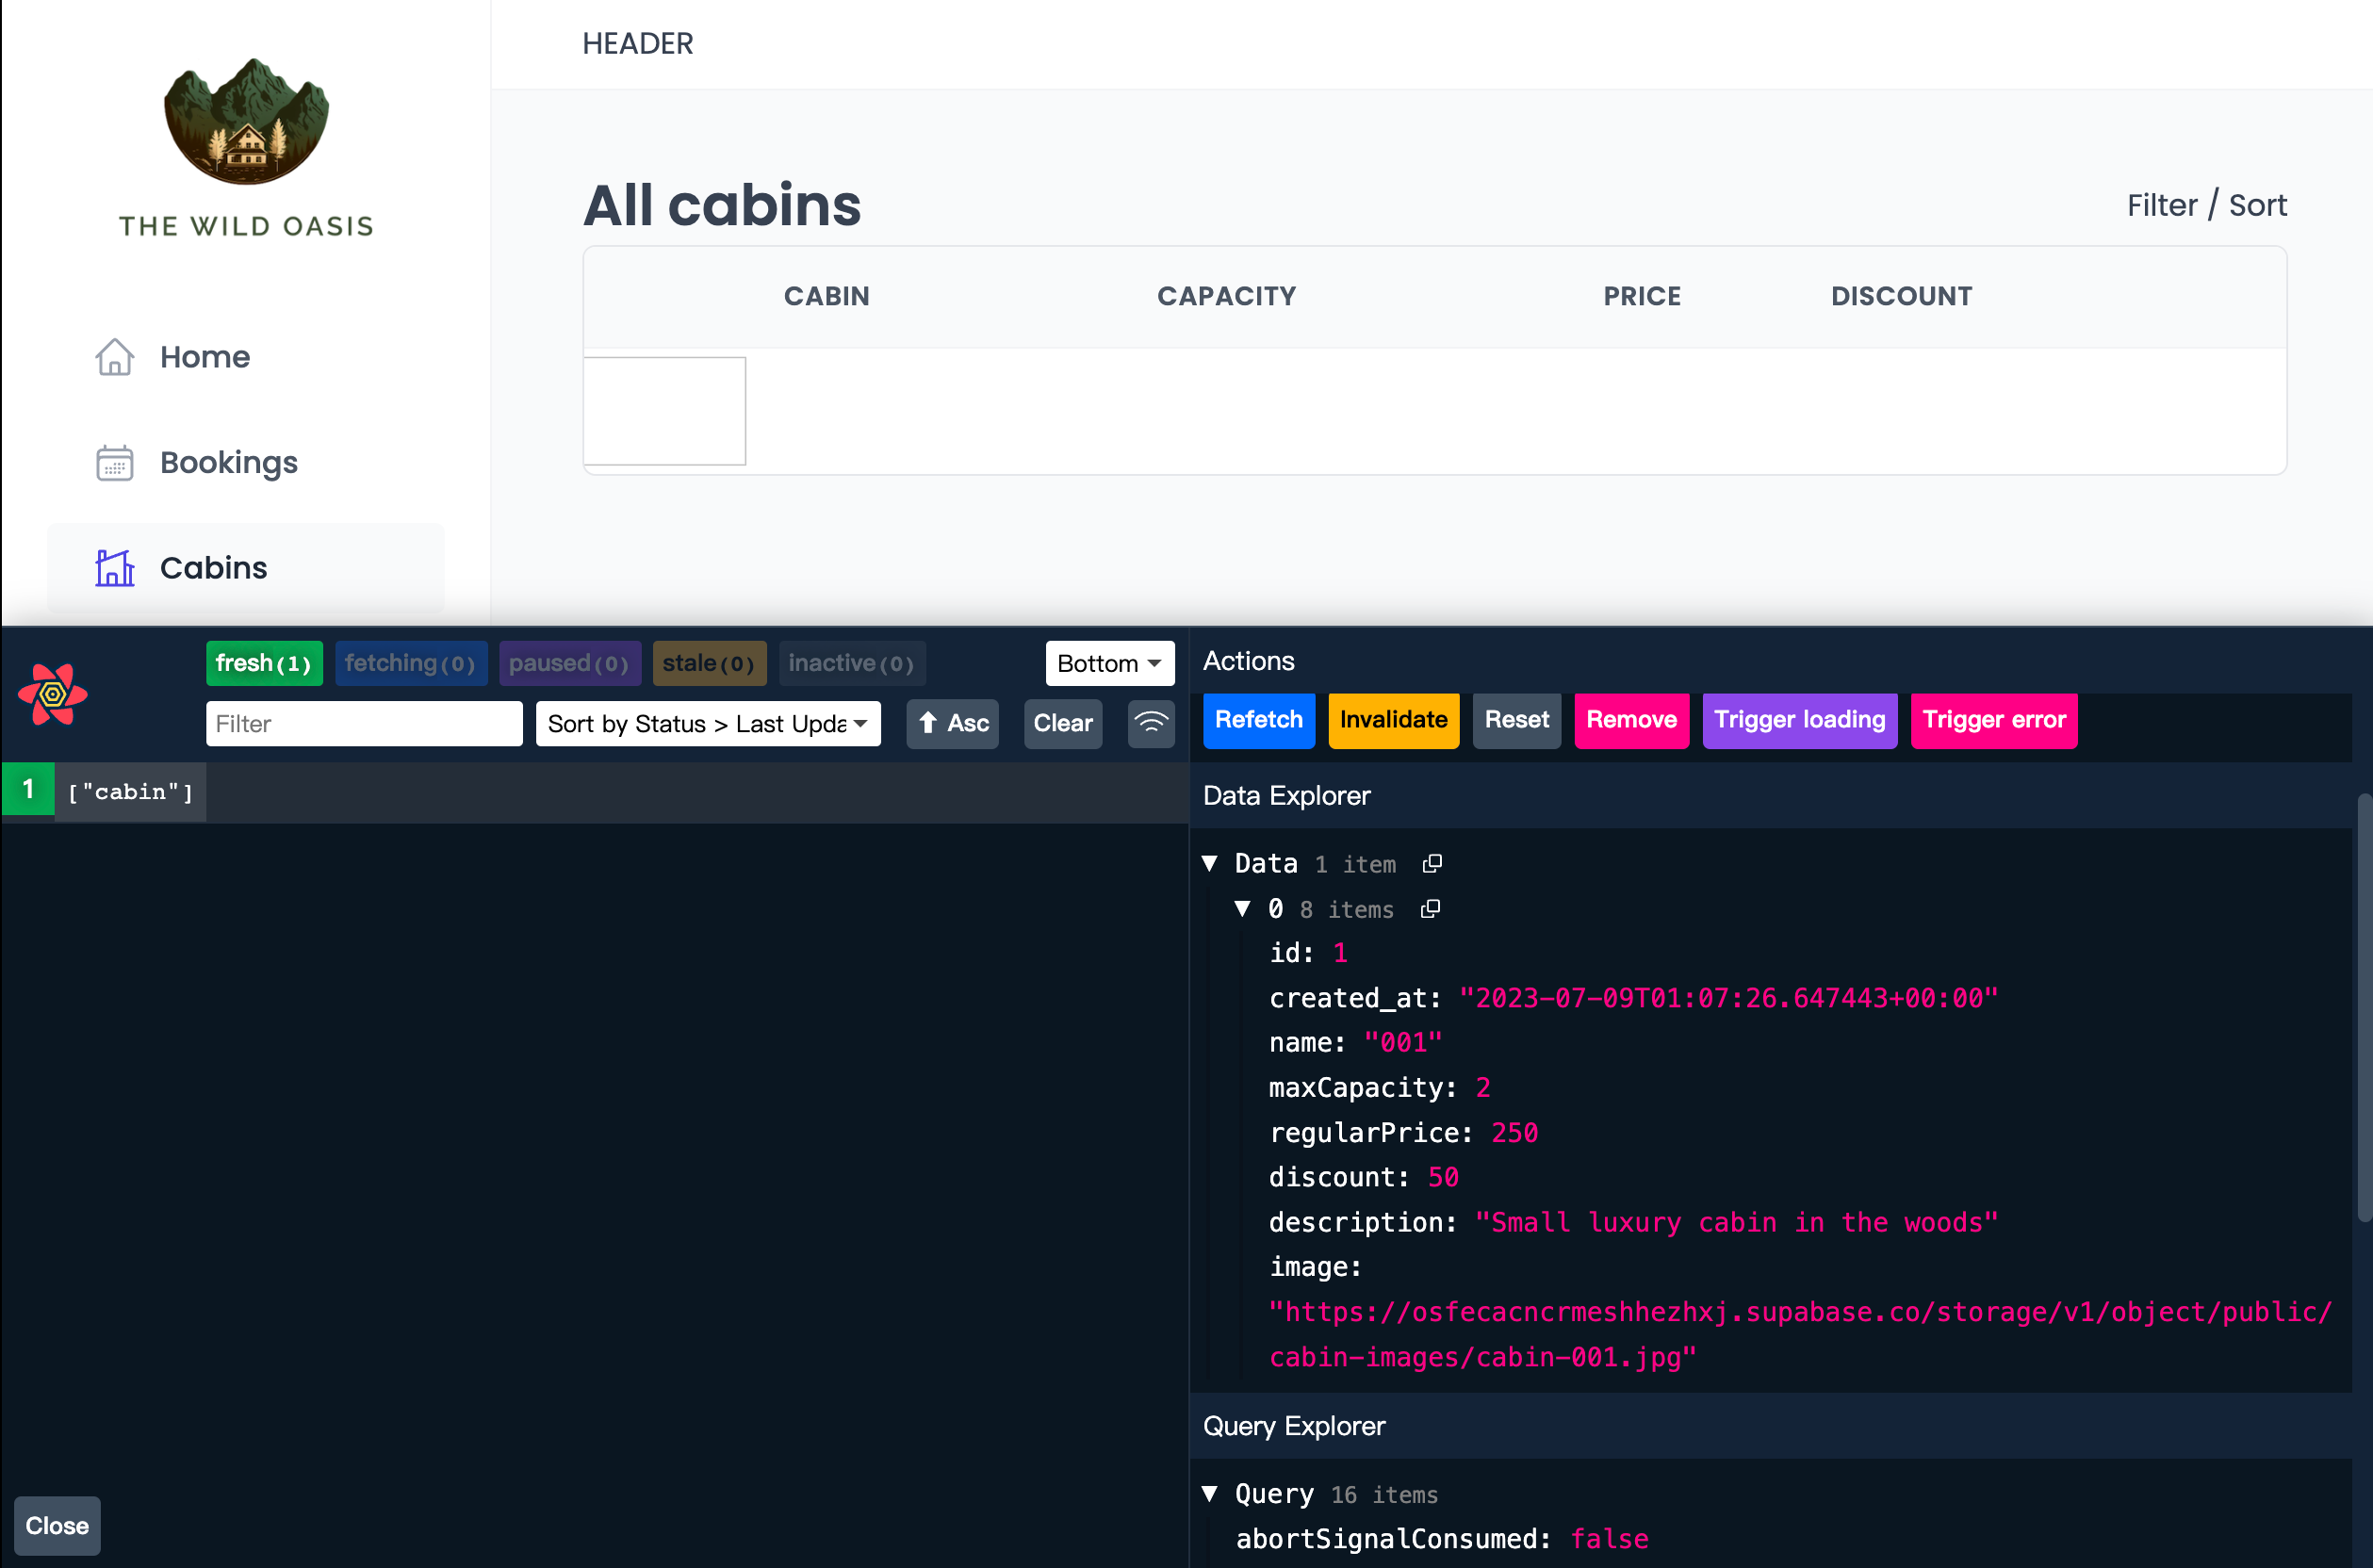 THE WILD OASIS
Home
Bookings
Cabins
HEADER
All cabins
Filter / Sort
CABIN CAPACITY PRICE DISCOUNT
fresh(1) fetching(0) paused(0) stale(0) inactive(0) Bottom
Filter Sort by Status > Last Upda Asc Clear
1 ["cabin"]
Close
Actions
Refetch Invalidate Reset Remove Trigger loading Trigger error
Data Explorer
▼ Data 1 item
▼ 0 8 items
id: 1
created_at: "2023-07-09T01:07:26.647443+00:00"
name: "001"
maxCapacity: 2
regularPrice: 250
discount: 50
description: "Small luxury cabin in the woods"
image:
"https://osfecacncrmeshhezhxj.supabase.co/storage/v1/object/public/
cabin-images/cabin-001.jpg"
Query Explorer
▼ Query 16 items
abortSignalConsumed: false